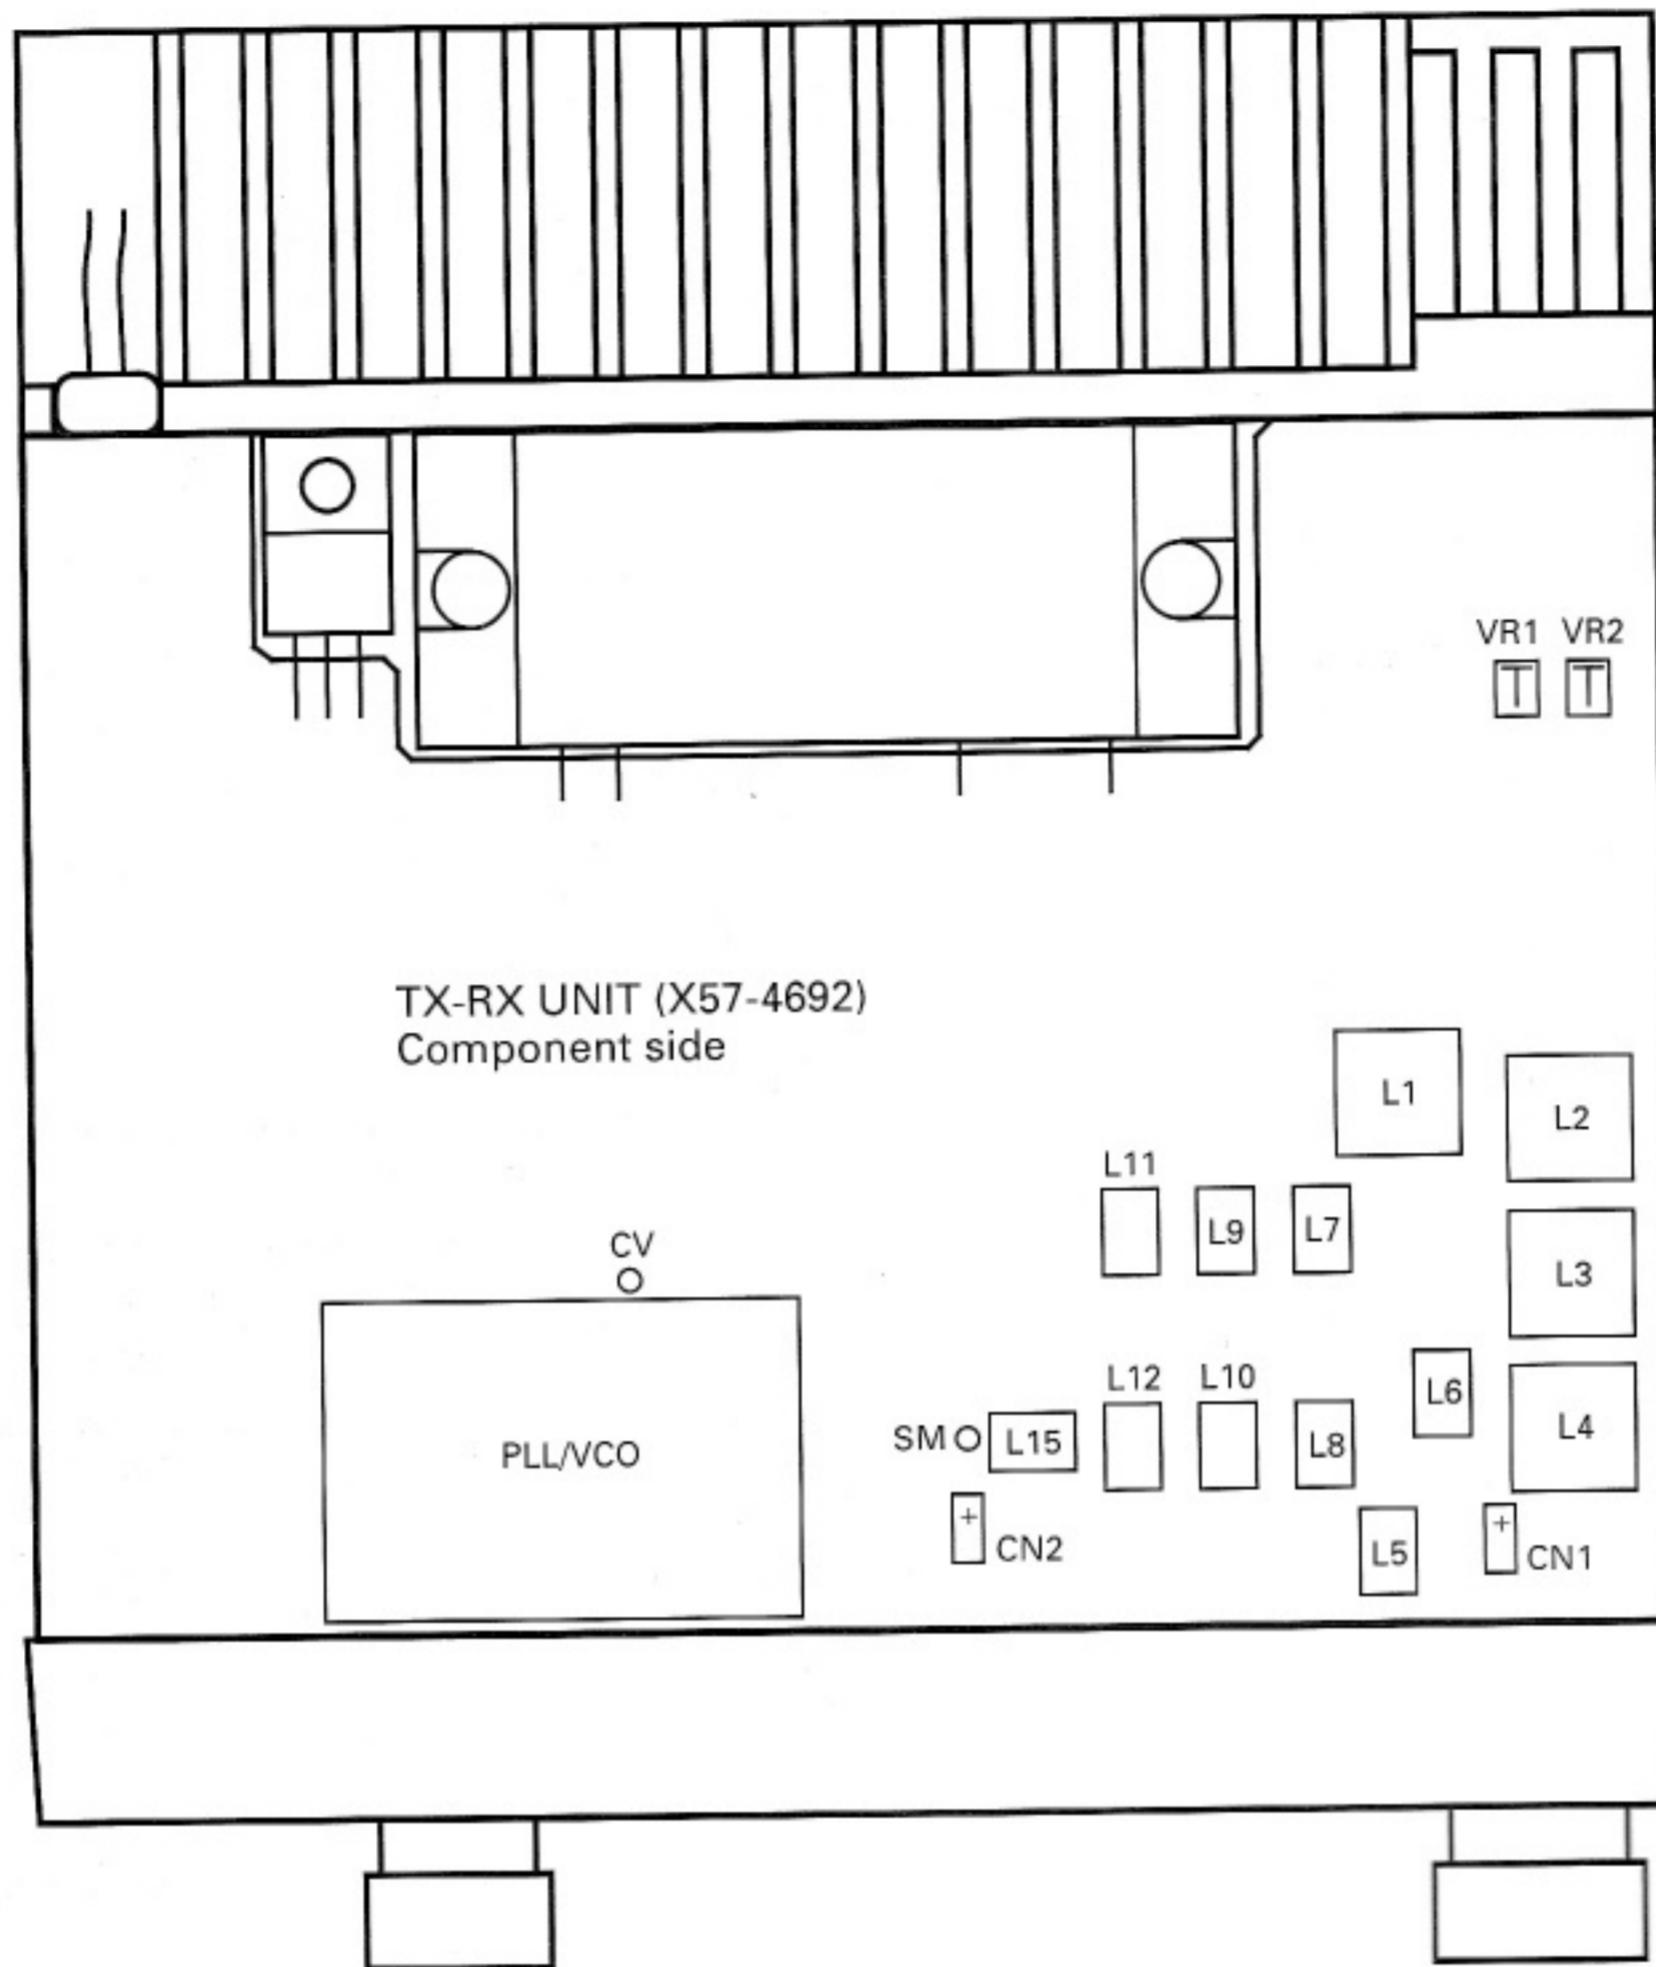 VR1 VR2
T T
TX-RX UNIT (X57-4692)
Component side
L1
L2
L11
L9
L7
L3
CV
L12
L10
L6
L4
SM
L15
L8
PLL/VCO
+
CN2
L5
+
CN1